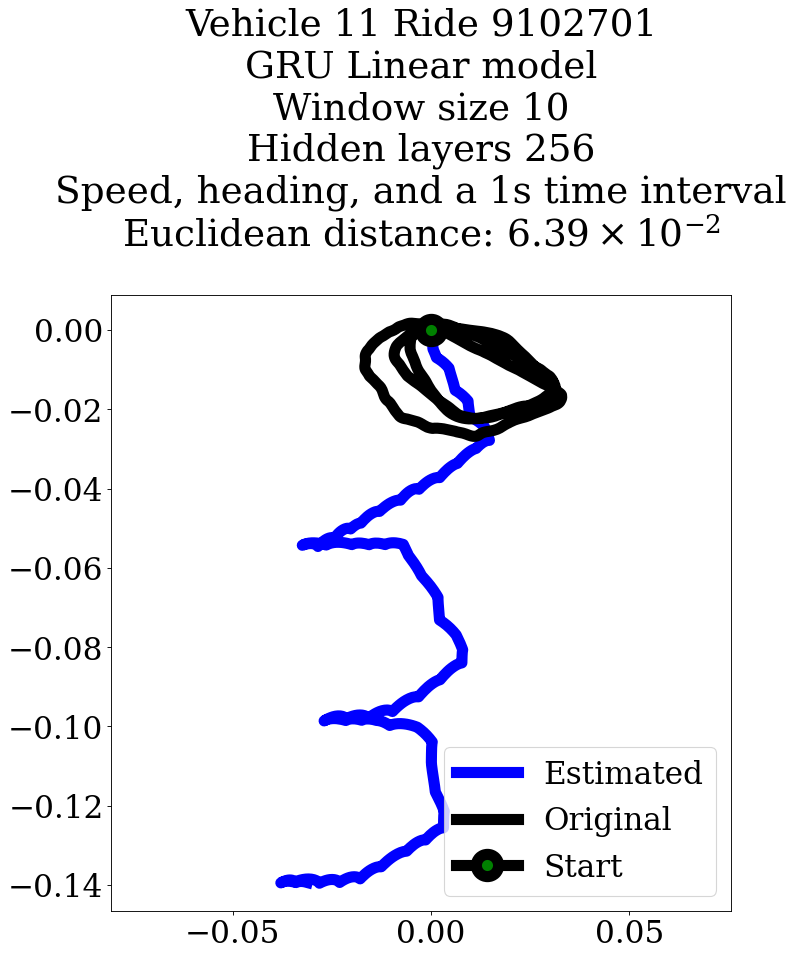 Vehicle 11 Ride 9102701
GRU Linear model
Window size 10
Hidden layers 256
Speed, heading, and a 1s time interval
Euclidean distance: 6.39 × 10⁻²
0.00
−0.02
−0.04
−0.06
−0.08
−0.10
−0.12
−0.14
Estimated
Original
Start
−0.05
0.00
0.05